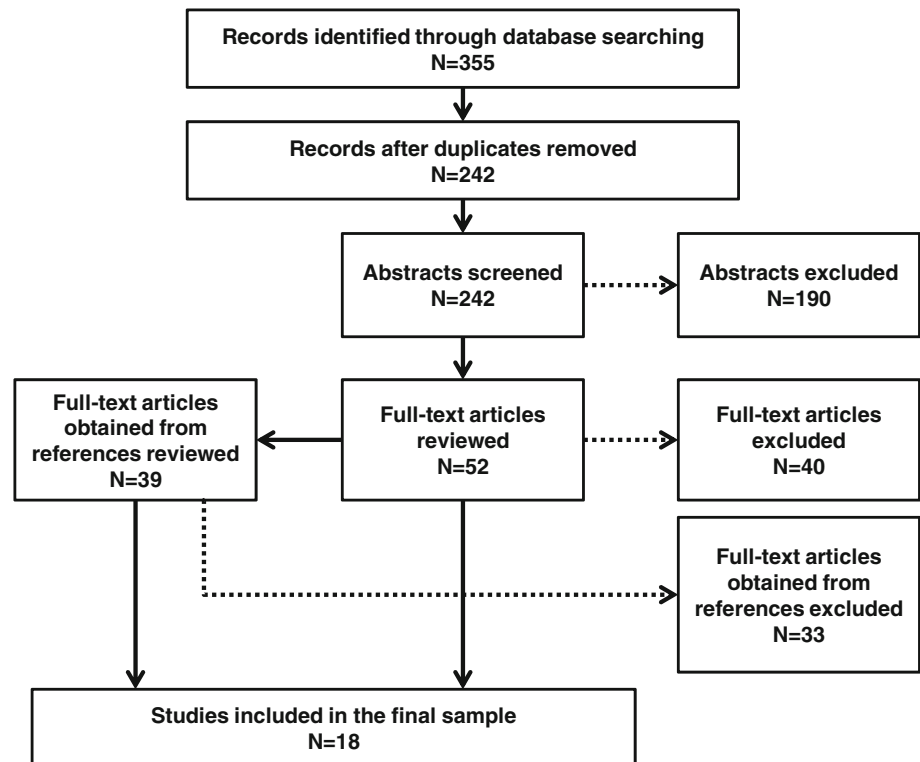 Records identified through database searching
N=355
Records after duplicates removed
N=242
Abstracts screened
N=242
Abstracts excluded
N=190
Full-text articles
obtained from
references reviewed
N=39
Full-text articles
reviewed
N=52
Full-text articles
excluded
N=40
Full-text articles
obtained from
references excluded
N=33
Studies included in the final sample
N=18